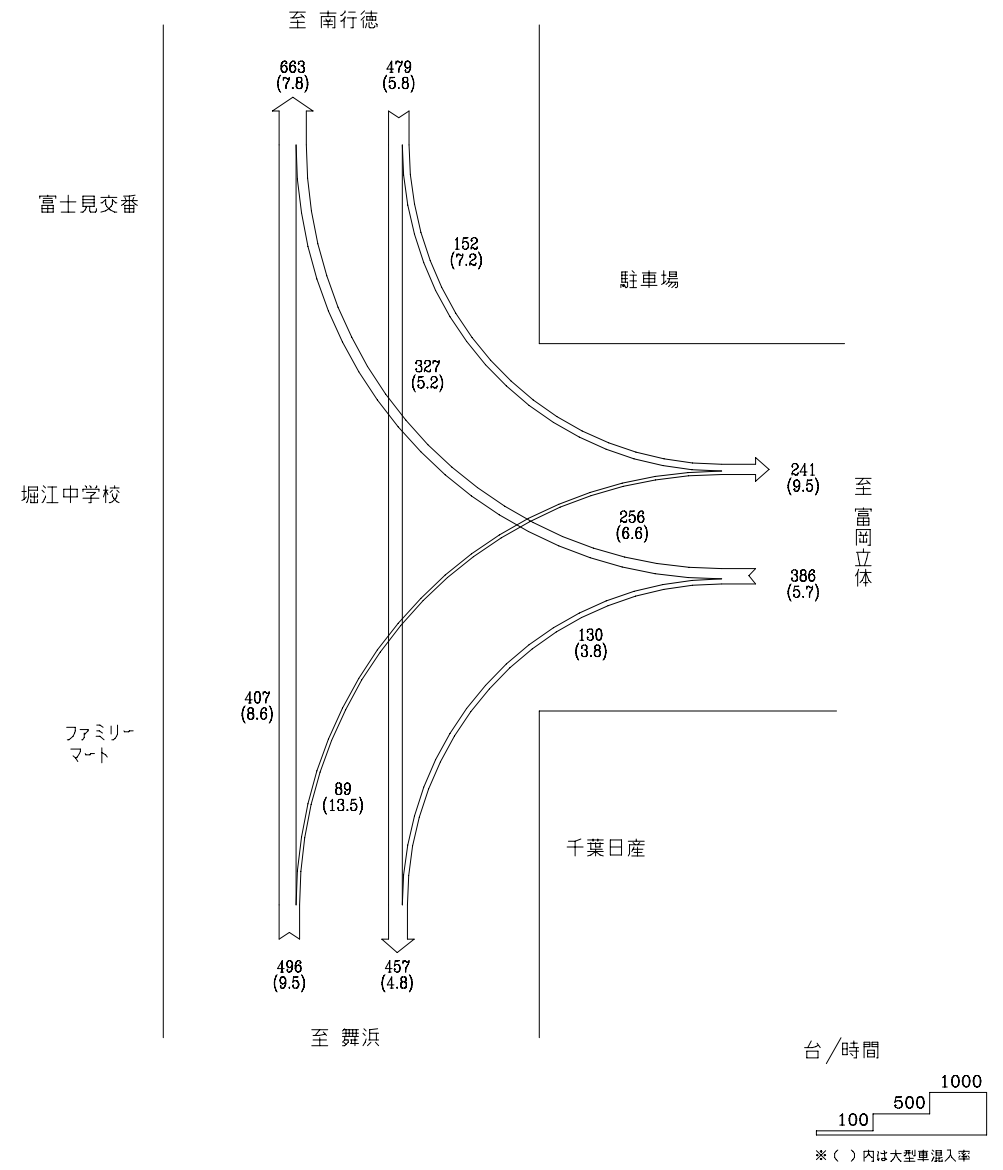 至 南行徳
663
(7.8)
479
(5.8)
富士見交番
152
(7.2)
駐車場
327
(5.2)
堀江中学校
241
(9.5)
至 富岡立体
256
(6.6)
386
(5.7)
130
(3.8)
407
(8.6)
ファミリー
マート
89
(13.5)
千葉日産
496
(9.5)
457
(4.8)
至 舞浜
台/時間
1000
500
100
※( )内は大型車混入率